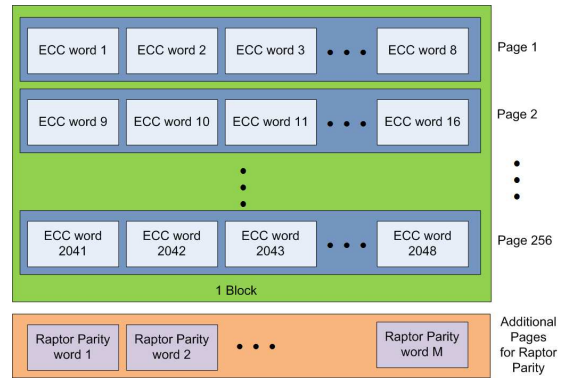 ECC word 1 ECC word 2 ECC word 3 • • • ECC word 8 Page 1
ECC word 9 ECC word 10 ECC word 11 • • • ECC word 16 Page 2
ECC word 2041 ECC word 2042 ECC word 2043 • • • ECC word 2048 Page 256
1 Block
Raptor Parity word 1 Raptor Parity word 2 • • • Raptor Parity word M
Additional
Pages
for Raptor
Parity